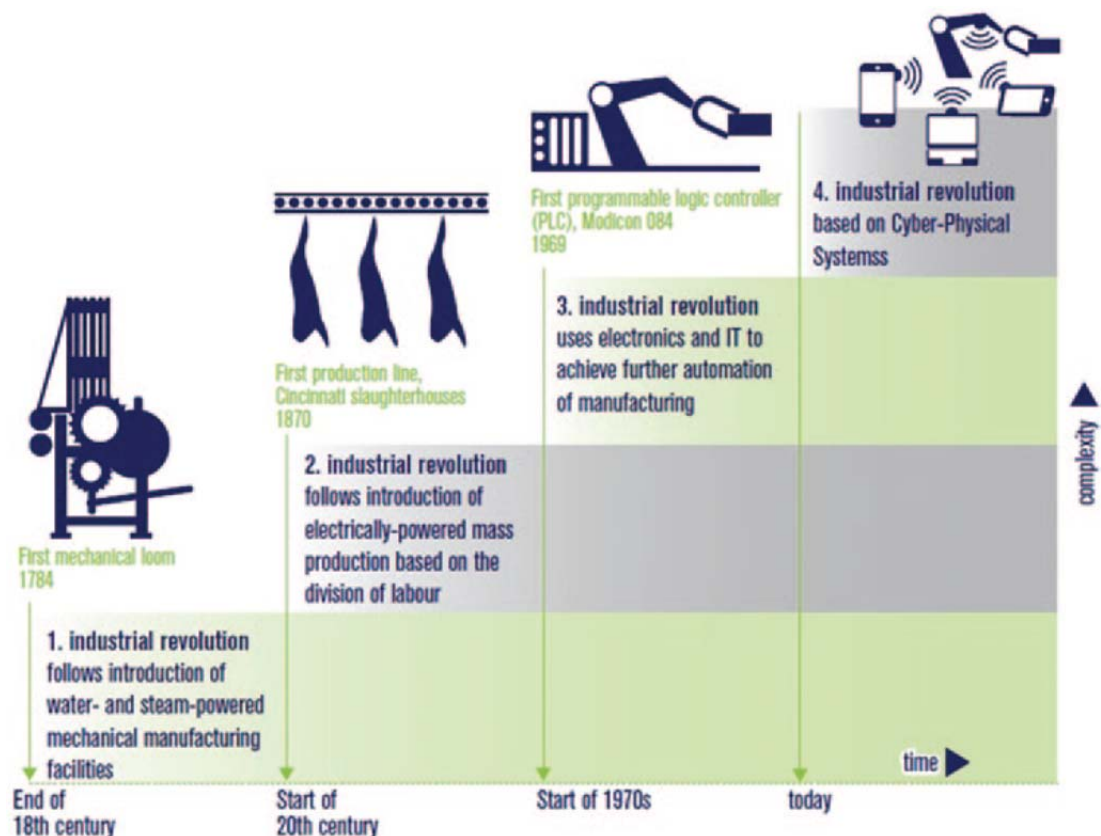 4. industrial revolution
based on Cyber-Physical
Systemss
First programmable logic controller
(PLC), Modicon 084
1969
3. industrial revolution
uses electronics and IT to
achieve further automation
of manufacturing
First production line,
Cincinnati slaughterhouses
1870
2. industrial revolution
follows introduction of
electrically-powered mass
production based on the
division of labour
First mechanical loom
1784
1. industrial revolution
follows introduction of
water- and steam-powered
mechanical manufacturing
facilities
complexity
time
End of
18th century
Start of
20th century
Start of 1970s
today